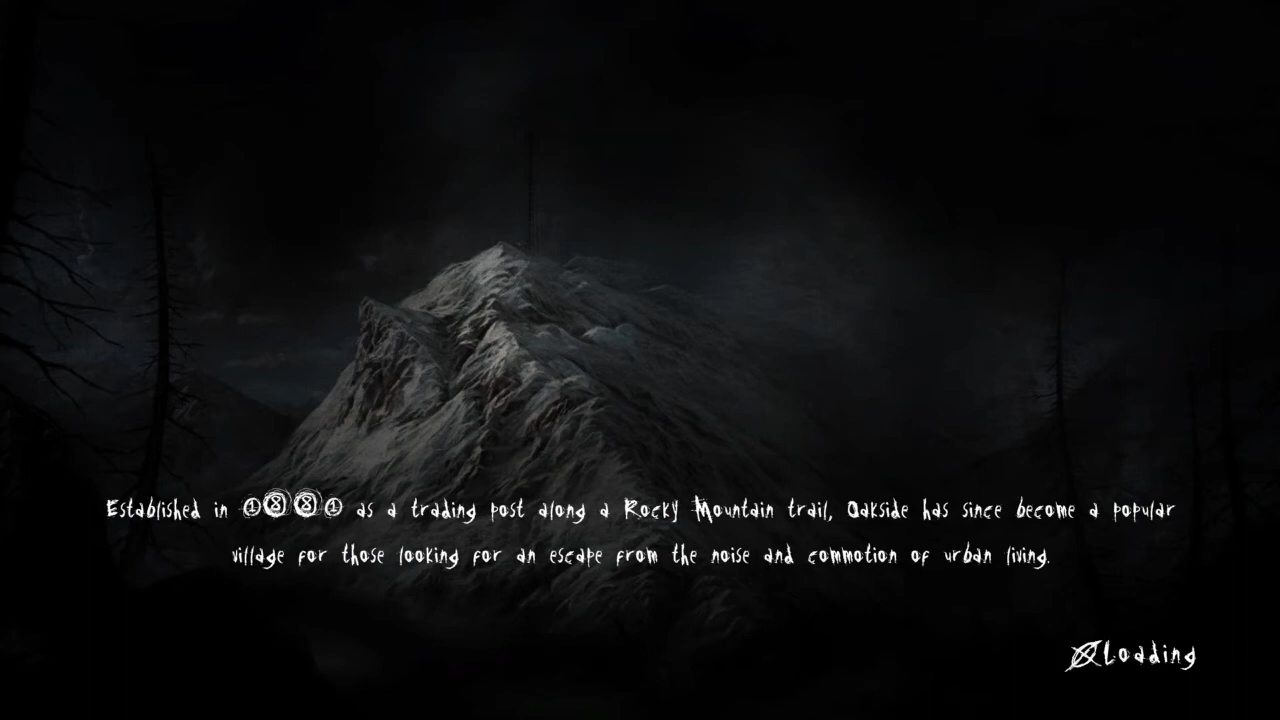 Established in 1881 as a trading post along a Rocky Mountain trail, Oakside has since become a popular
village for those looking for an escape from the noise and commotion of urban living.
Loading